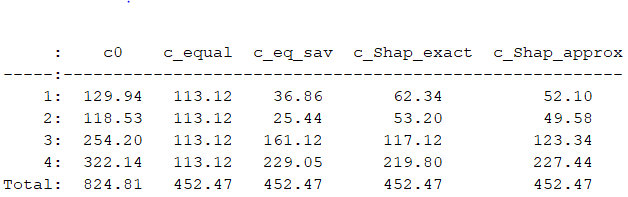 : c0 c_equal c_eq_sav c_Shap_exact c_Shap_approx
-----:--------------------------------------------------------
1: 129.94 113.12 36.86 62.34 52.10
2: 118.53 113.12 25.44 53.20 49.58
3: 254.20 113.12 161.12 117.12 123.34
4: 322.14 113.12 229.05 219.80 227.44
Total: 824.81 452.47 452.47 452.47 452.47